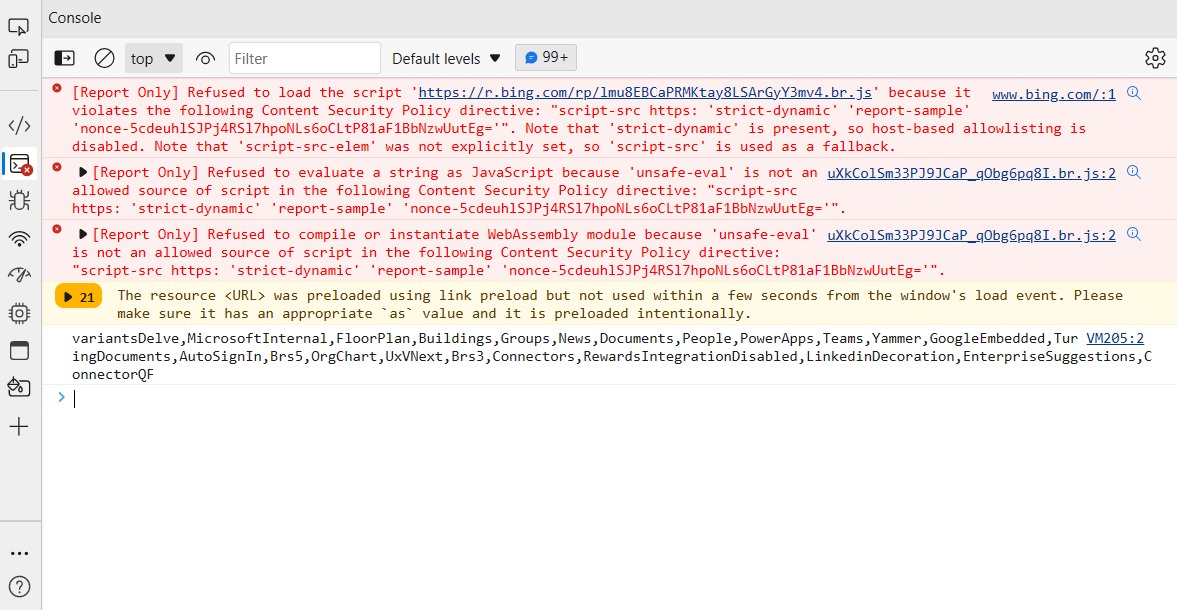 Console
top
Filter
Default levels
99+
[Report Only] Refused to load the script 'https://r.bing.com/rp/lmu8EBCaPRMKtay8LSArGyY3mv4.br.js' because it www.bing.com/:1
violates the following Content Security Policy directive: "script-src https: 'strict-dynamic' 'report-sample'
'nonce-5cdeuhlSJPj4RSl7hpoNLs6oCLtP81aF1BbNzwUutEg='". Note that 'strict-dynamic' is present, so host-based allowlisting is
disabled. Note that 'script-src-elem' was not explicitly set, so 'script-src' is used as a fallback.
[Report Only] Refused to evaluate a string as JavaScript because 'unsafe-eval' is not an uXkColSm33PJ9JCaP_qObg6pq8I.br.js:2
allowed source of script in the following Content Security Policy directive: "script-src
https: 'strict-dynamic' 'report-sample' 'nonce-5cdeuhlSJPj4RSl7hpoNLs6oCLtP81aF1BbNzwUutEg='".
[Report Only] Refused to compile or instantiate WebAssembly module because 'unsafe-eval' uXkColSm33PJ9JCaP_qObg6pq8I.br.js:2
is not an allowed source of script in the following Content Security Policy directive:
"script-src https: 'strict-dynamic' 'report-sample' 'nonce-5cdeuhlSJPj4RSl7hpoNLs6oCLtP81aF1BbNzwUutEg='".
21 The resource <URL> was preloaded using link preload but not used within a few seconds from the window's load event. Please
make sure it has an appropriate `as` value and it is preloaded intentionally.
variantsDelve,MicrosoftInternal,FloorPlan,Buildings,Groups,News,Documents,People,PowerApps,Teams,Yammer,GoogleEmbedded,Tur VM205:2
ingDocuments,AutoSignIn,Brs5,OrgChart,UxVNext,Brs3,Connectors,RewardsIntegrationDisabled,LinkedinDecoration,EnterpriseSuggestions,C
onnectorQF